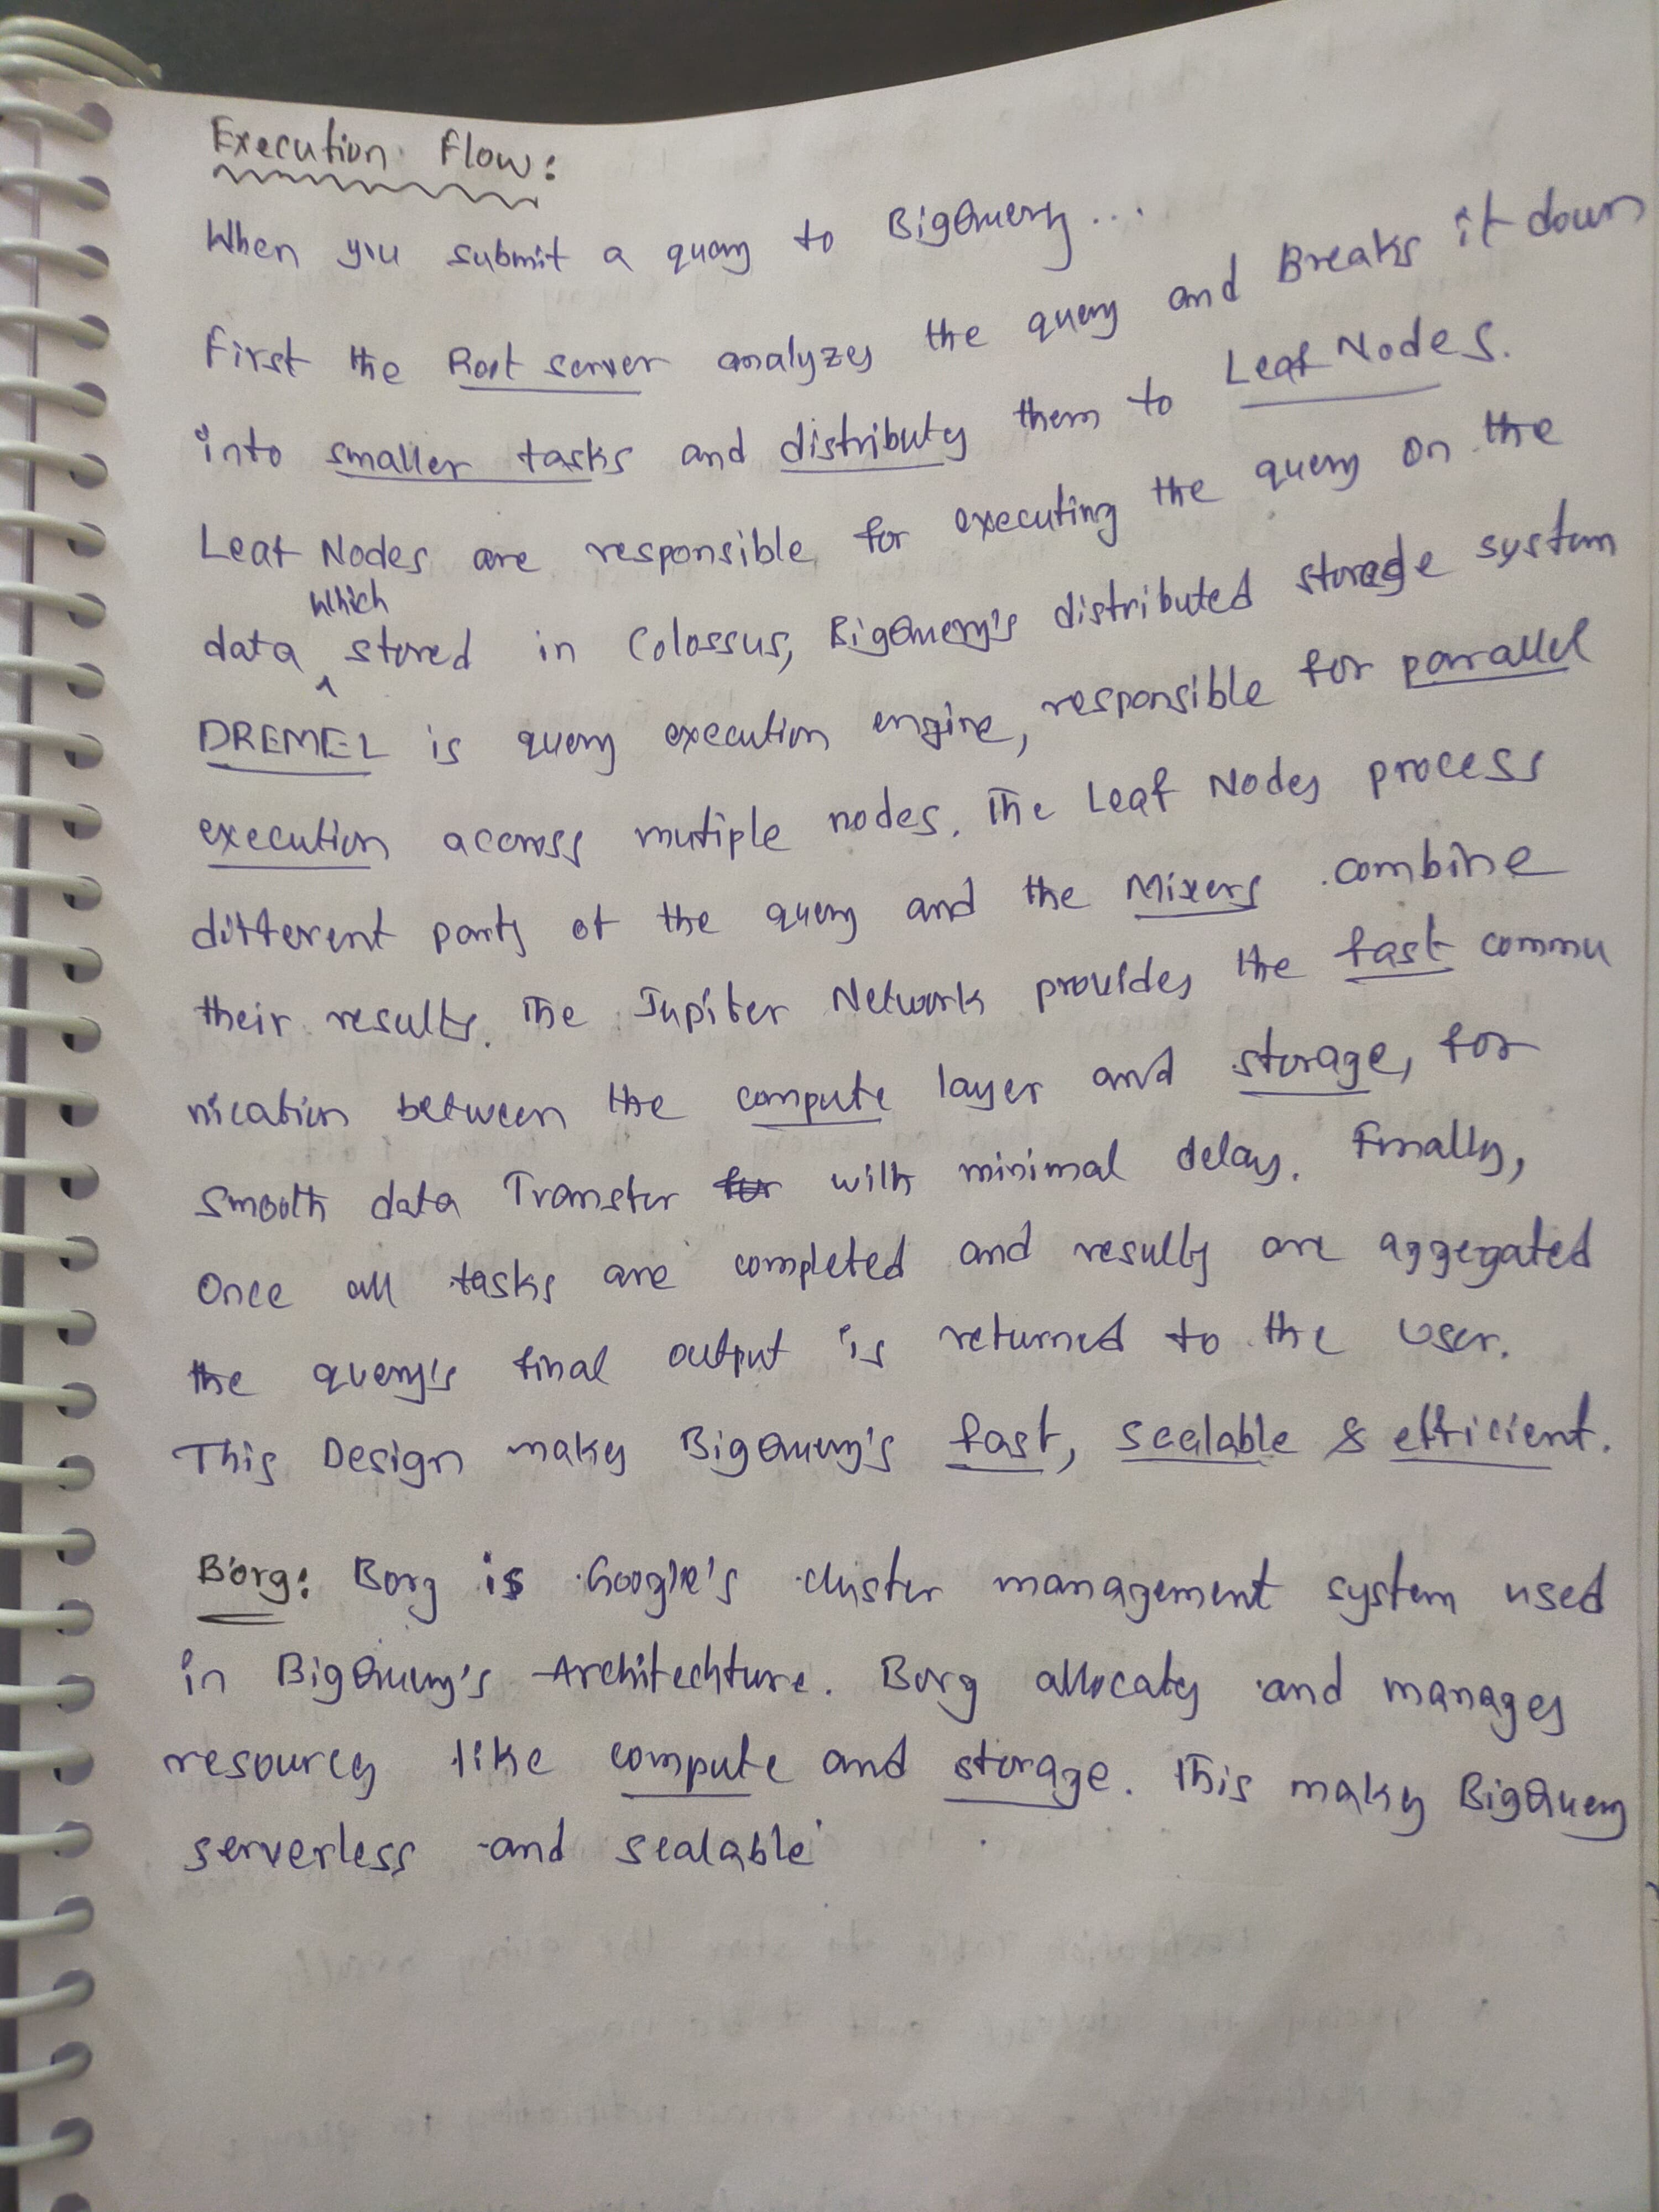 Execution Flow:
When you submit a query to BigQuery...
First the Root server analyzes the query and Breaks it down
into smaller tasks and distributes them to Leaf Nodes.
Leaf Nodes are responsible for executing the query on the
data which stored in Colossus, BigQuery's distributed storage system
DREMEL is query execution engine, responsible for parallel
execution accross mutiple nodes. The Leaf Nodes process
different parts of the query and the Mixers combine
their results. The Jupiter Network provides the fast commu
nication between the compute layer and storage, for
smooth data Transfer for with minimal delay. Finally,
Once all tasks are completed and results are aggregated
the query's final output is returned to the user.
This Design makes BigQuery's fast, scalable & efficient.
Borg: Borg is Google's cluster management system used
in BigQuery's Architechture. Borg allocates and manages
resources like compute and storage. This makes BigQuery
serverless and scalable